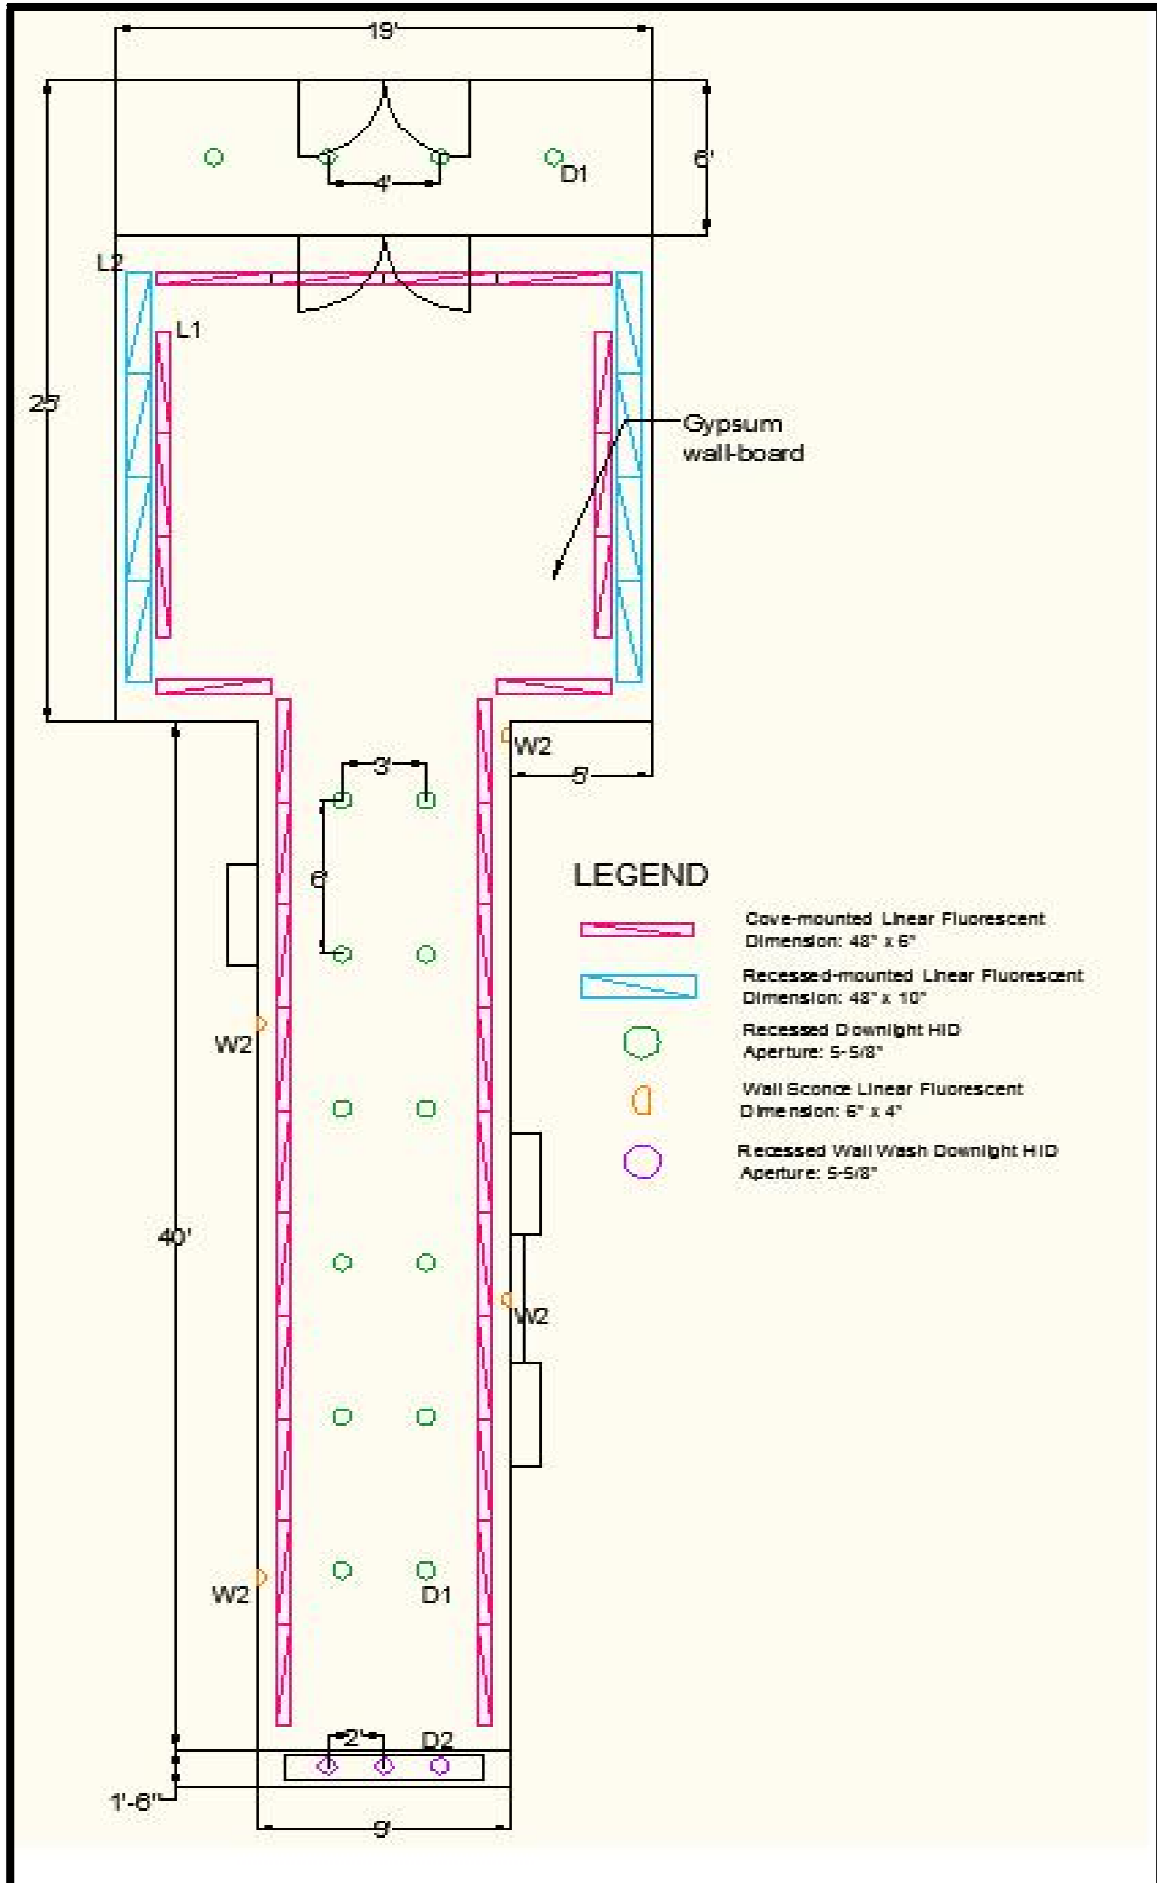 19'
6'
4'
D1
L2
L1
25'
Gypsum
wall-board
W2
5'
3'
6'
LEGEND
Cove-mounted Linear Fluorescent
Dimension: 48" x 6"
Recessed-mounted Linear Fluorescent
Dimension: 48" x 10"
Recessed Downlight HID
Aperture: 5-5/8"
Wall Sconce Linear Fluorescent
Dimension: 6" x 4"
Recessed Wall Wash Downlight HID
Aperture: 5-5/8"
W2
40'
W2
W2
D1
2'
D2
1'-6"
9'